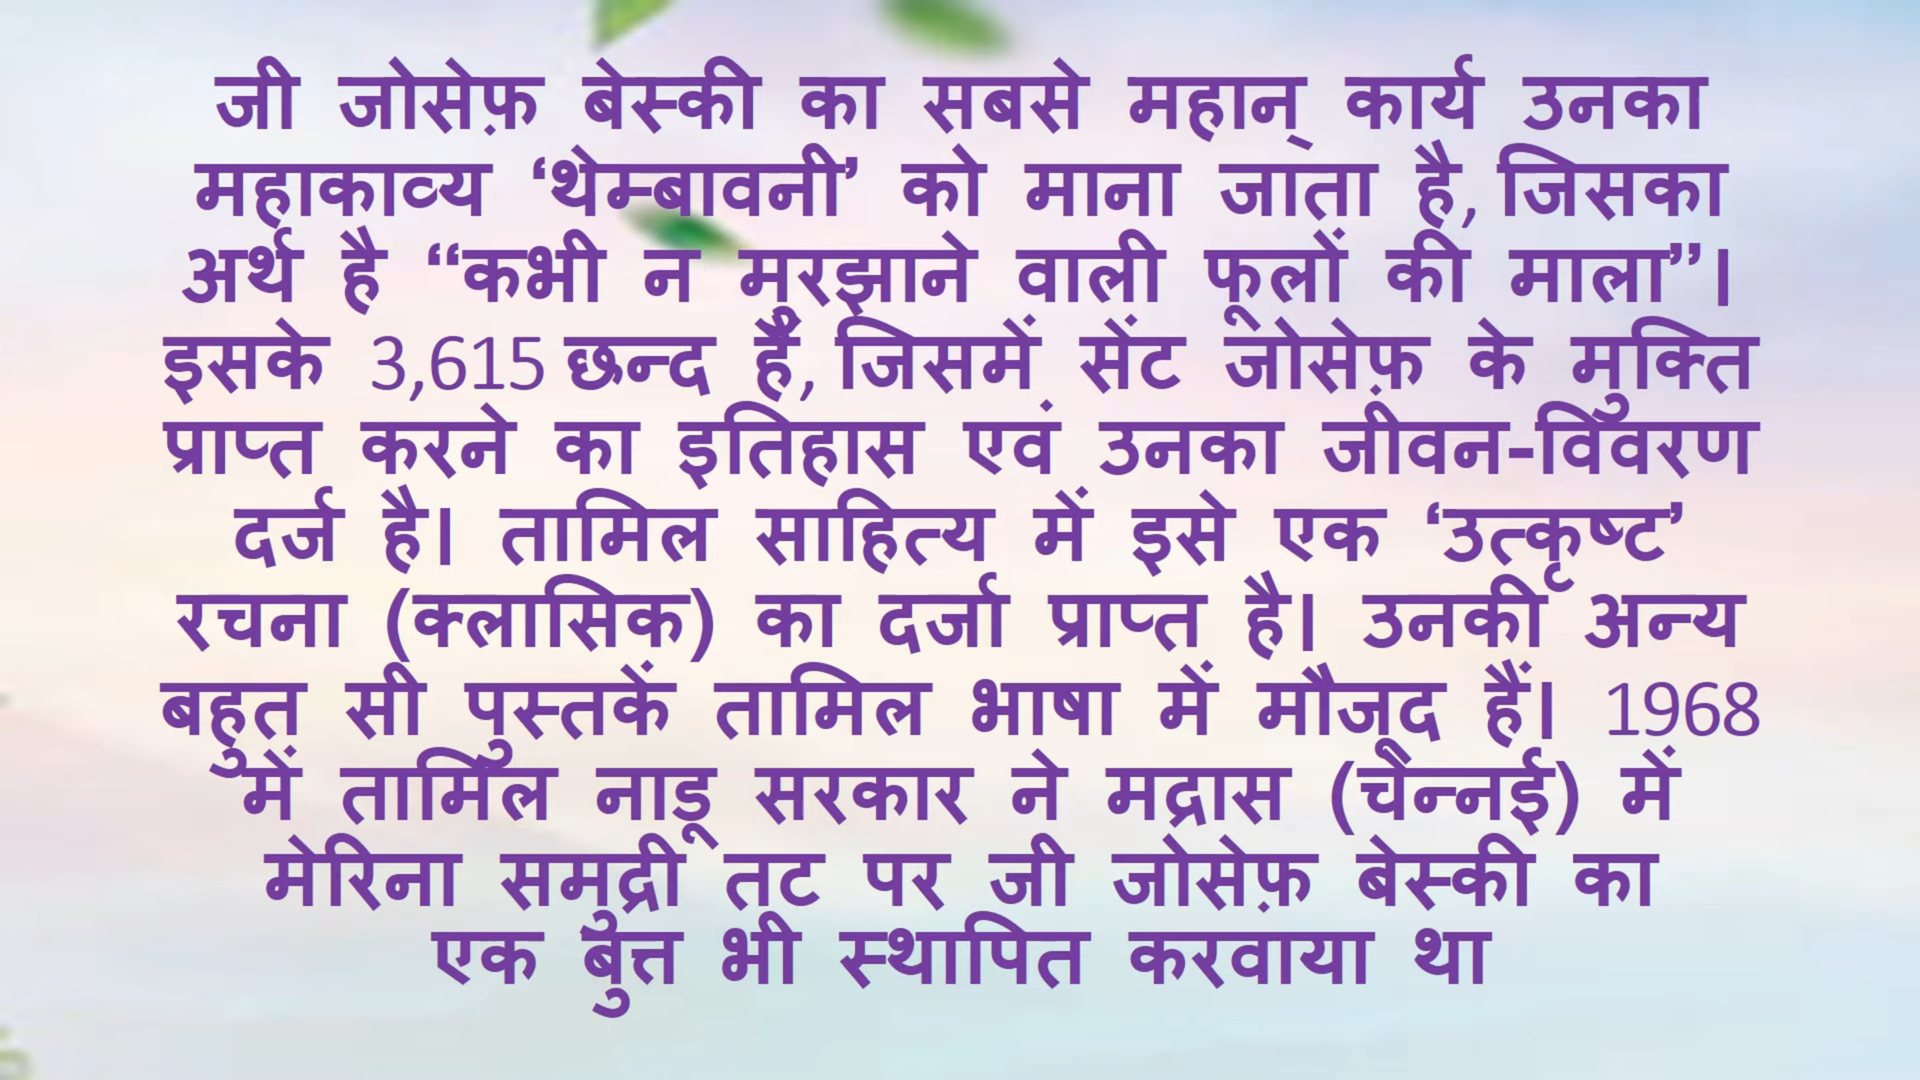 जी जोसेफ़ बेस्की का सबसे महान् कार्य उनका
महाकाव्य ‘थेम्बावनी’ को माना जाता है, जिसका
अर्थ है “कभी न मुरझाने वाली फूलों की माला”।
इसके 3,615 छन्द हैं, जिसमें सेंट जोसेफ़ के मुक्ति
प्राप्त करने का इतिहास एवं उनका जीवन-विवरण
दर्ज है। तामिल साहित्य में इसे एक ‘उत्कृष्ट’
रचना (क्लासिक) का दर्जा प्राप्त है। उनकी अन्य
बहुत सी पुस्तकें तामिल भाषा में मौजूद हैं। 1968
में तामिल नाडू सरकार ने मद्रास (चेन्नई) में
मेरिना समुद्री तट पर जी जोसेफ़ बेस्की का
एक बुत्त भी स्थापित करवाया था